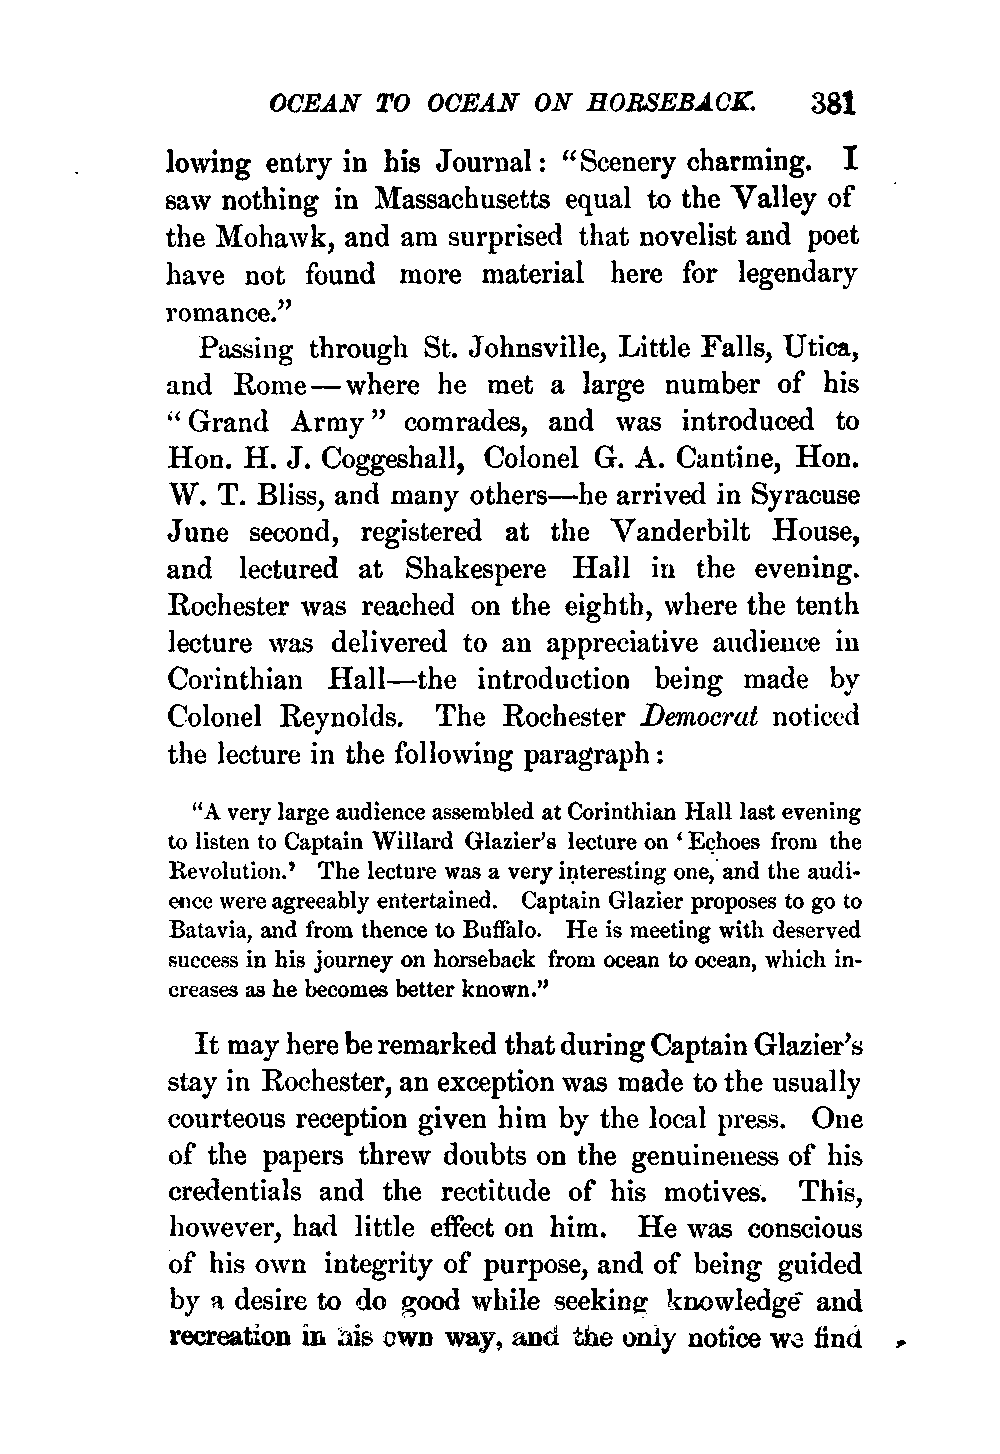 OCEAN TO OCEAN ON HORSEBACK. 381
lowing entry in his Journal: “Scenery charming. I
saw nothing in Massachusetts equal to the Valley of
the Mohawk, and am surprised that novelist and poet
have not found more material here for legendary
romance.”
Passing through St. Johnsville, Little Falls, Utica,
and Rome—where he met a large number of his
“Grand Army” comrades, and was introduced to
Hon. H. J. Coggeshall, Colonel G. A. Cantine, Hon.
W. T. Bliss, and many others—he arrived in Syracuse
June second, registered at the Vanderbilt House,
and lectured at Shakespere Hall in the evening.
Rochester was reached on the eighth, where the tenth
lecture was delivered to an appreciative audience in
Corinthian Hall—the introduction being made by
Colonel Reynolds. The Rochester Democrat noticed
the lecture in the following paragraph:
“A very large audience assembled at Corinthian Hall last evening
to listen to Captain Willard Glazier’s lecture on ‘Echoes from the
Revolution.’ The lecture was a very interesting one, and the audi-
ence were agreeably entertained. Captain Glazier proposes to go to
Batavia, and from thence to Buffalo. He is meeting with deserved
success in his journey on horseback from ocean to ocean, which in-
creases as he becomes better known.”
It may here be remarked that during Captain Glazier’s
stay in Rochester, an exception was made to the usually
courteous reception given him by the local press. One
of the papers threw doubts on the genuineness of his
credentials and the rectitude of his motives. This,
however, had little effect on him. He was conscious
of his own integrity of purpose, and of being guided
by a desire to do good while seeking knowledge and
recreation in his own way, and the only notice we find